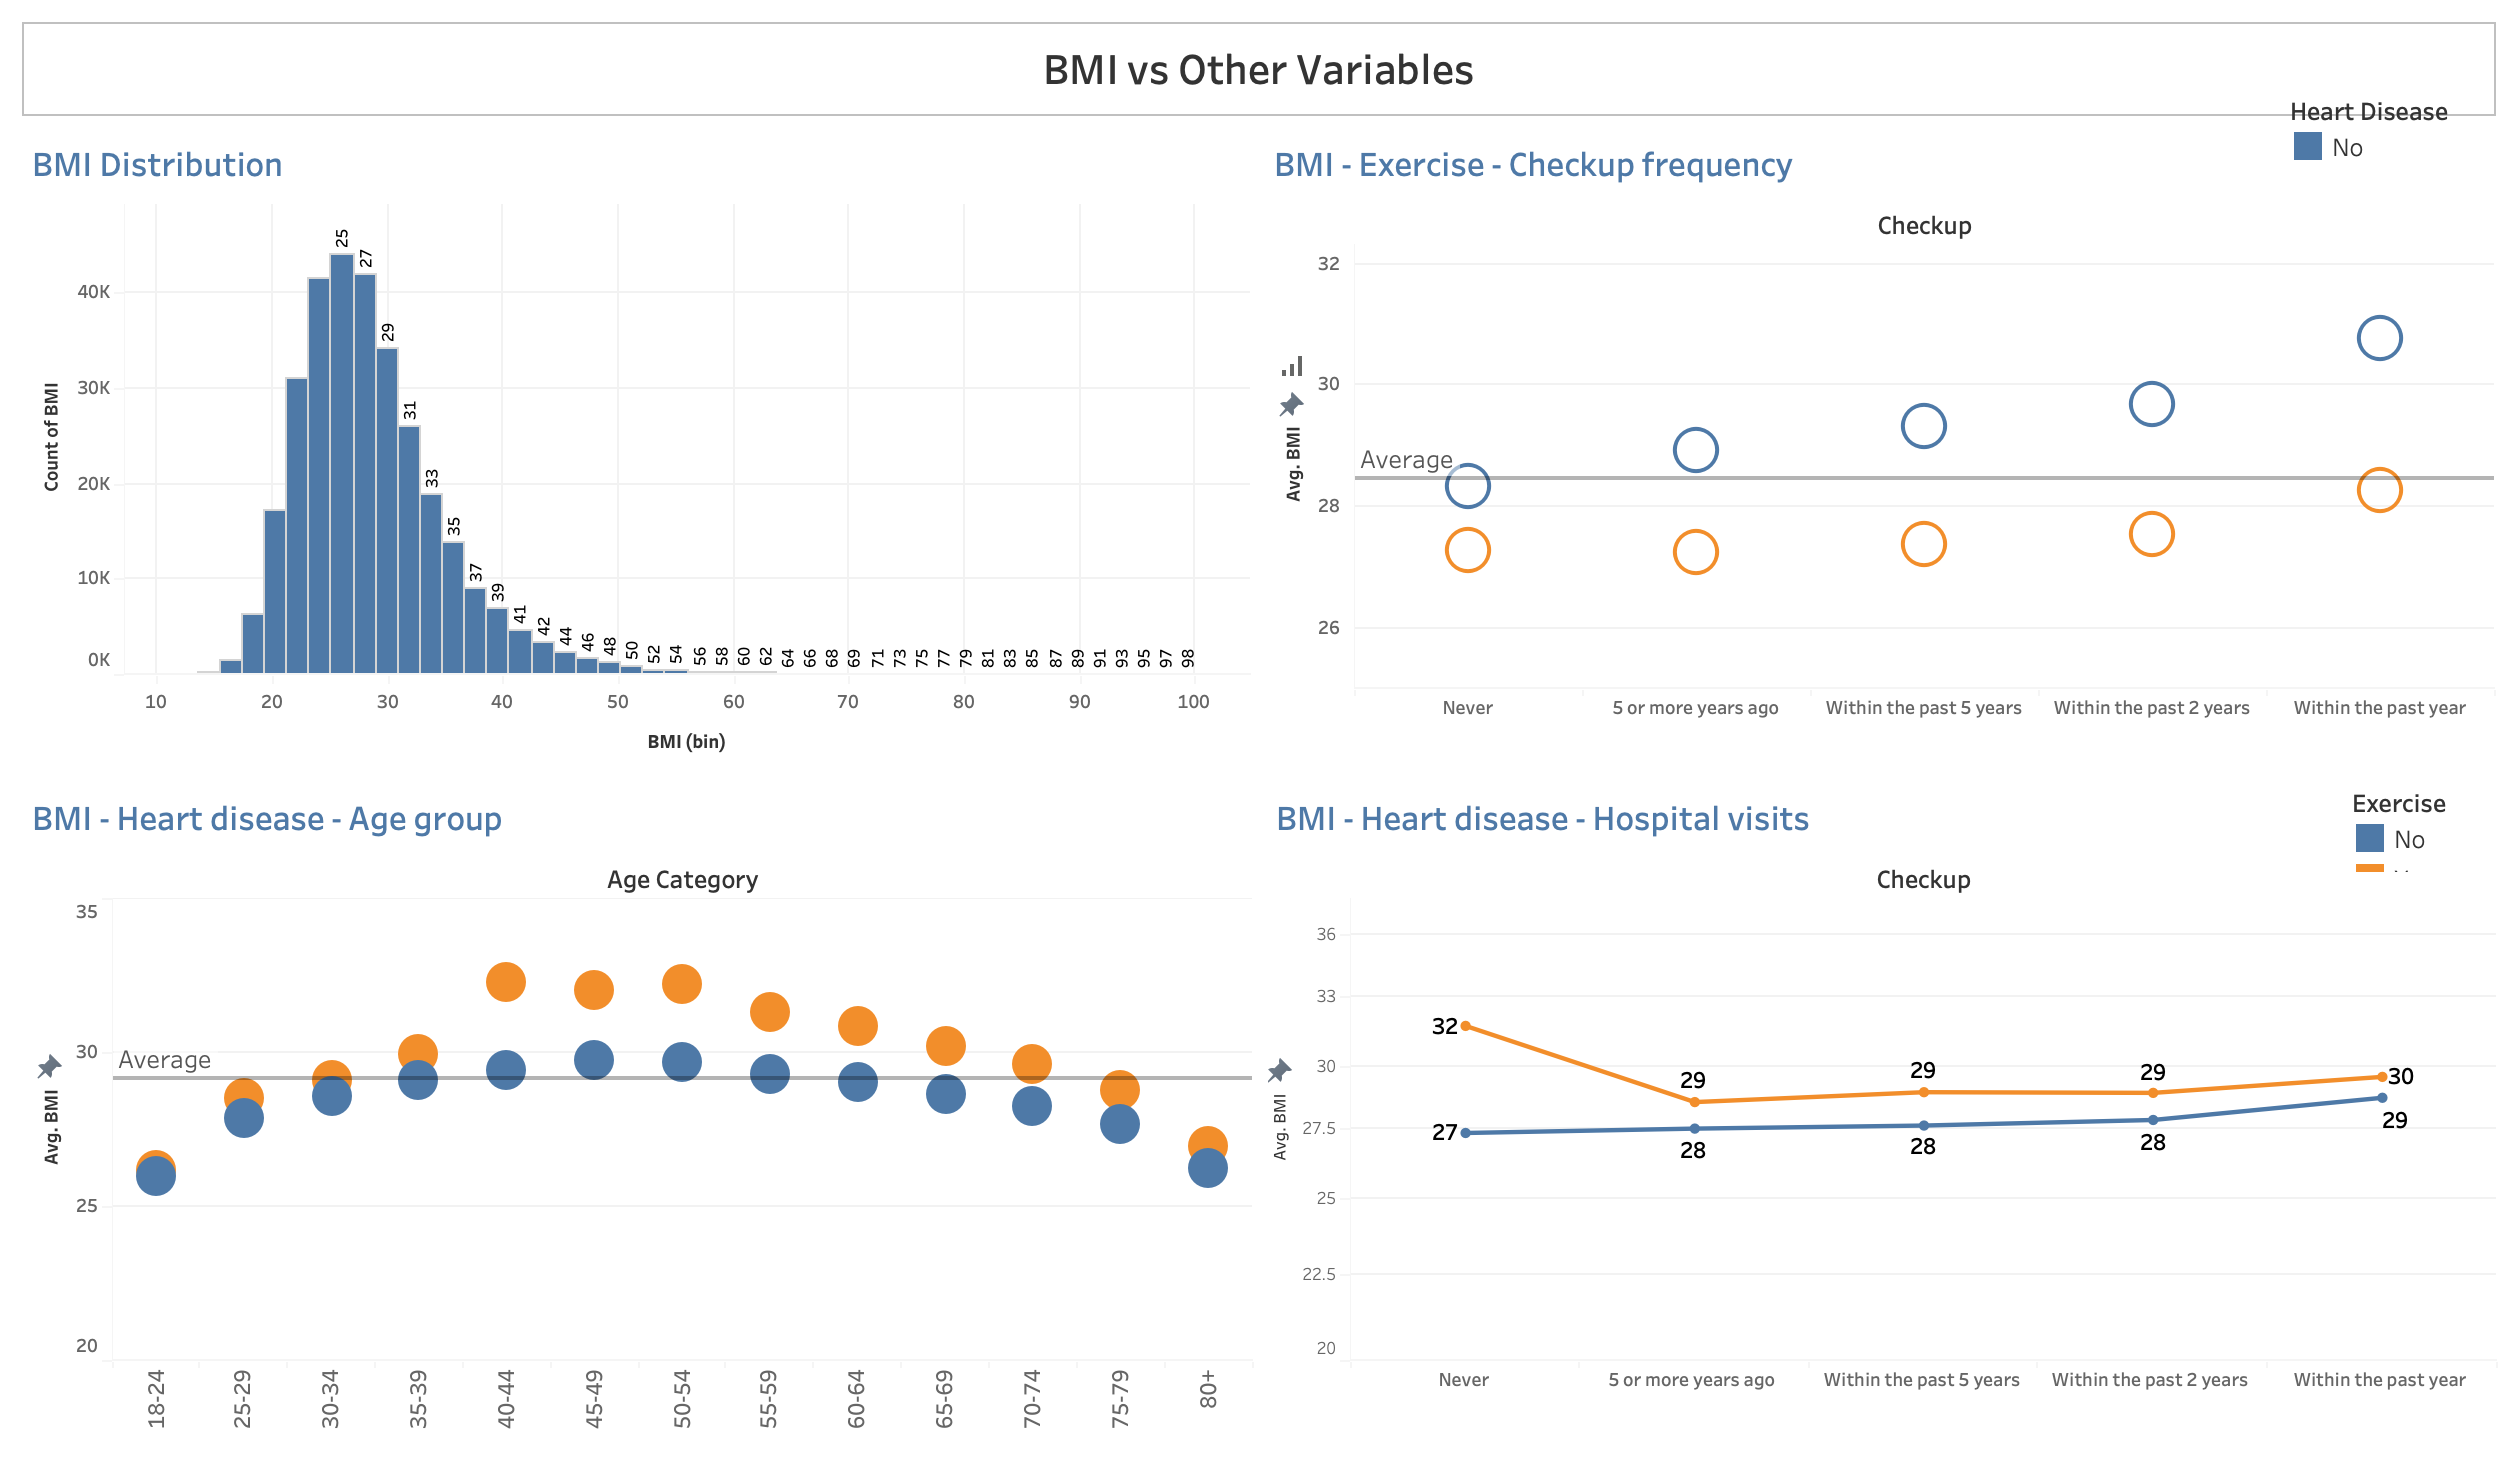 BMI vs Other Variables
Heart Disease
No
BMI Distribution
Count of BMI
40K
30K
20K
10K
0K
25
27
29
31
33
35
37
39
41
42
44
46
48
50
52
54
56
58
60
62
64
66
68
69
71
73
75
77
79
81
83
85
87
89
91
93
95
97
98
10 20 30 40 50 60 70 80 90 100
BMI (bin)
BMI - Exercise - Checkup frequency
Checkup
Avg. BMI
32
30
28
26
Average
Never 5 or more years ago Within the past 5 years Within the past 2 years Within the past year
BMI - Heart disease - Age group
Age Category
Avg. BMI
35
30
25
20
Average
18-24
25-29
30-34
35-39
40-44
45-49
50-54
55-59
60-64
65-69
70-74
75-79
80+
BMI - Heart disease - Hospital visits
Exercise
No
Checkup
Avg. BMI
36
33
30
27.5
25
22.5
20
32
29
29
29
30
27
28
28
28
29
Never 5 or more years ago Within the past 5 years Within the past 2 years Within the past year